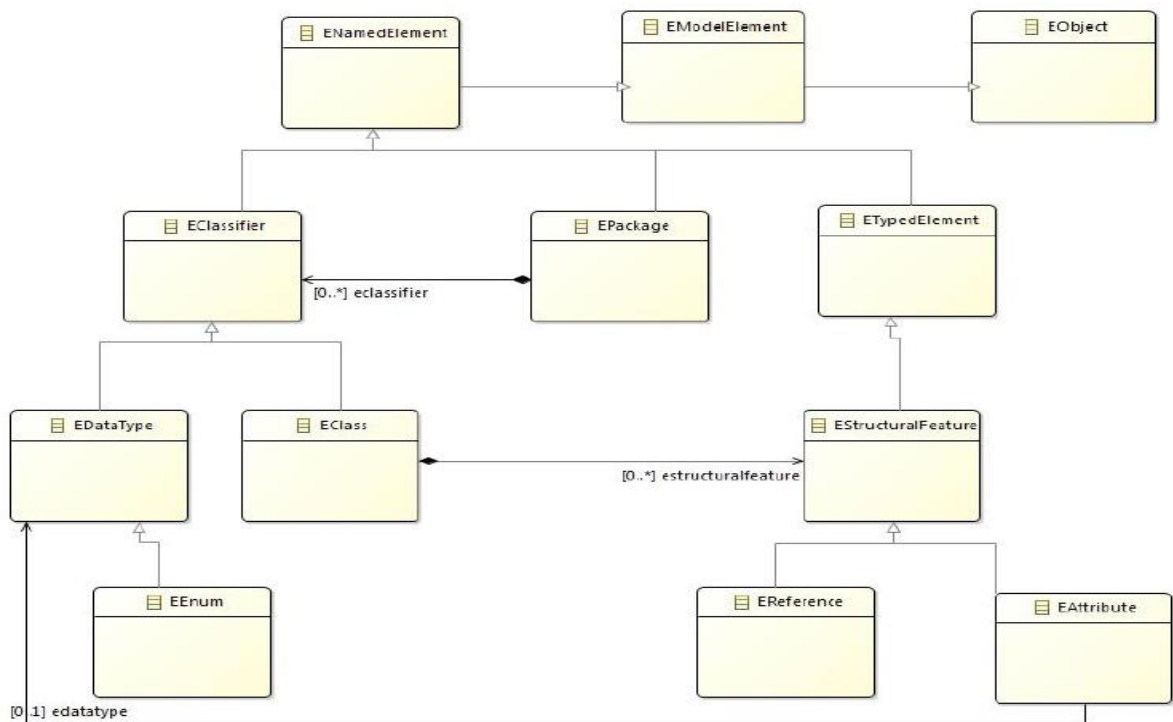 ENamedElement
EModelElement
EObject
EClassifier
EPackage
ETypedElement
[0..*] eclassifier
EDataType
EClass
EStructuralFeature
[0..*] estructuralfeature
EEnum
EReference
EAttribute
[0..1] edatatype